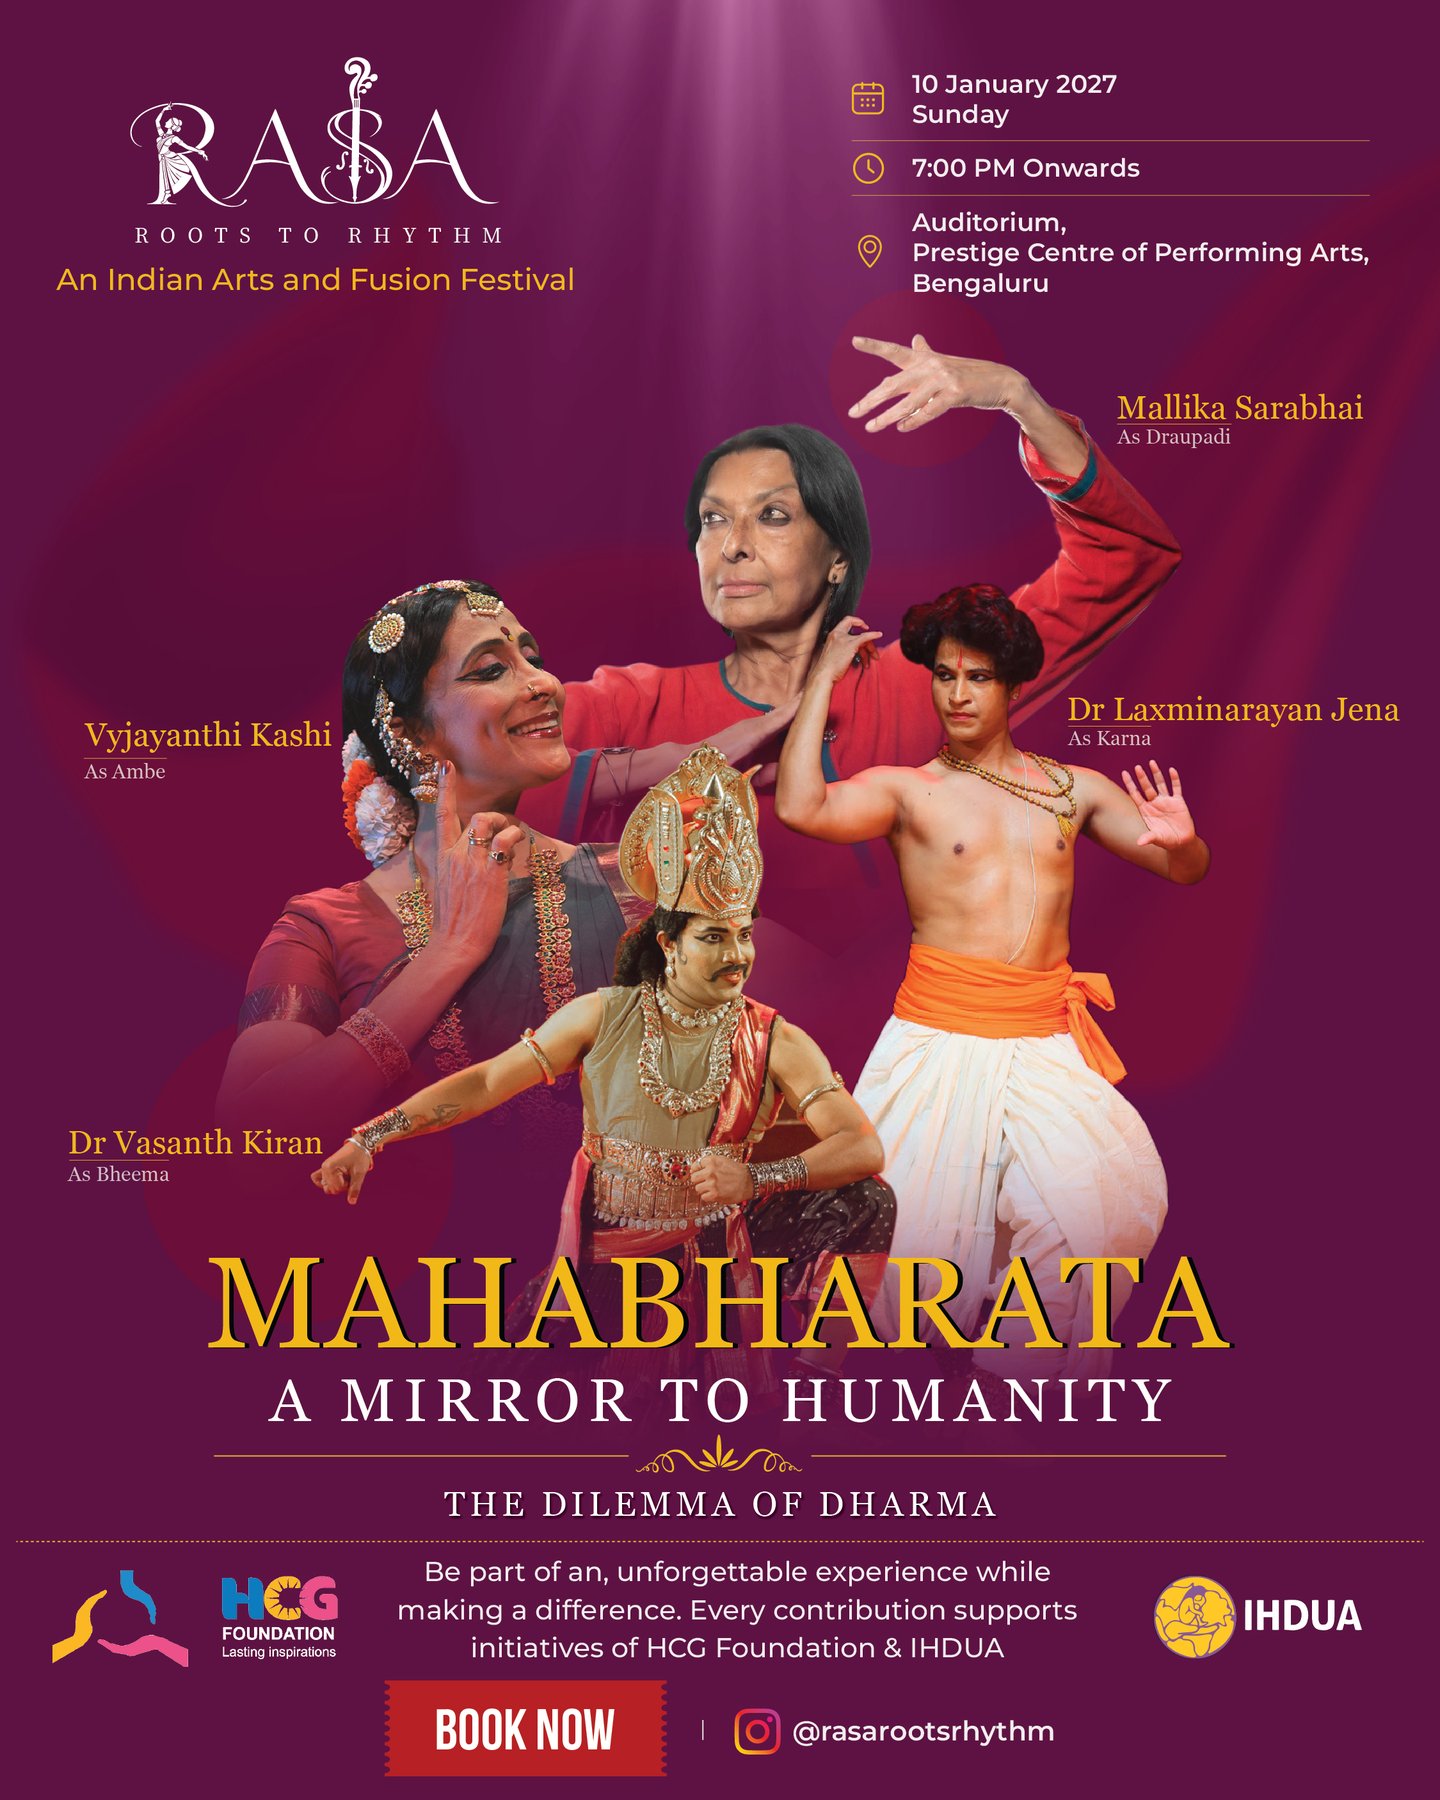 RASA
ROOTS TO RHYTHM
An Indian Arts and Fusion Festival
10 January 2027
Sunday
7:00 PM Onwards
Auditorium,
Prestige Centre of Performing Arts,
Bengaluru
Mallika Sarabhai
As Draupadi
Dr Laxminarayan Jena
As Karna
Vyjayanthi Kashi
As Ambe
Dr Vasanth Kiran
As Bheema
MAHABHARATA
A MIRROR TO HUMANITY
THE DILEMMA OF DHARMA
HCG
FOUNDATION
Lasting inspirations
Be part of an, unforgettable experience while
making a difference. Every contribution supports
initiatives of HCG Foundation & IHDUA
IHDUA
BOOK NOW
@rasarootsrhythm